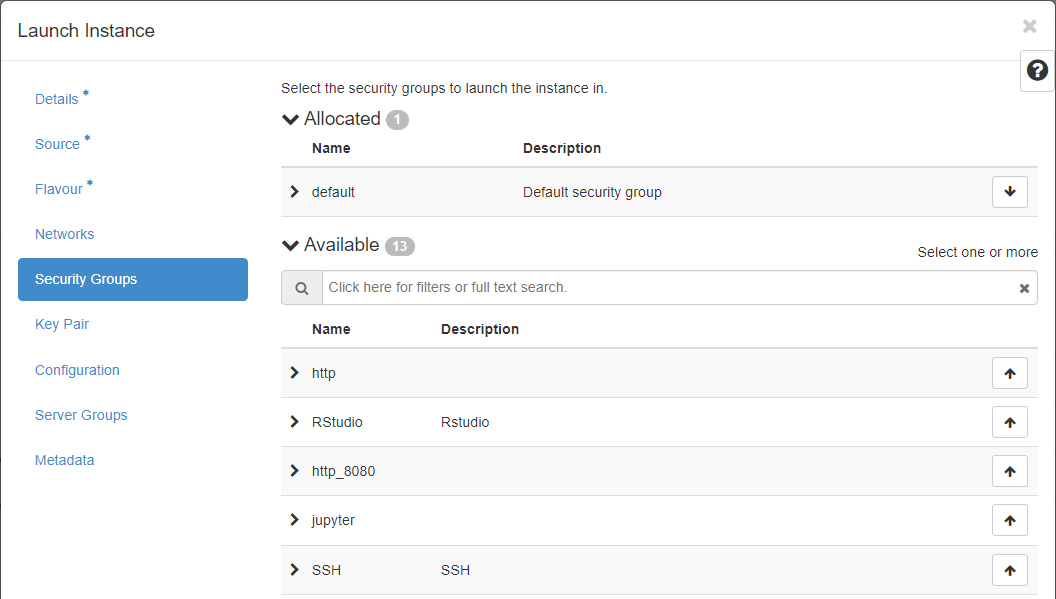 Launch Instance
Details *
Source *
Flavour *
Networks
Security Groups
Key Pair
Configuration
Server Groups
Metadata
Select the security groups to launch the instance in.
Allocated 1
Name Description
default Default security group
Available 13
Select one or more
Click here for filters or full text search.
Name Description
http
RStudio Rstudio
http_8080
jupyter
SSH SSH